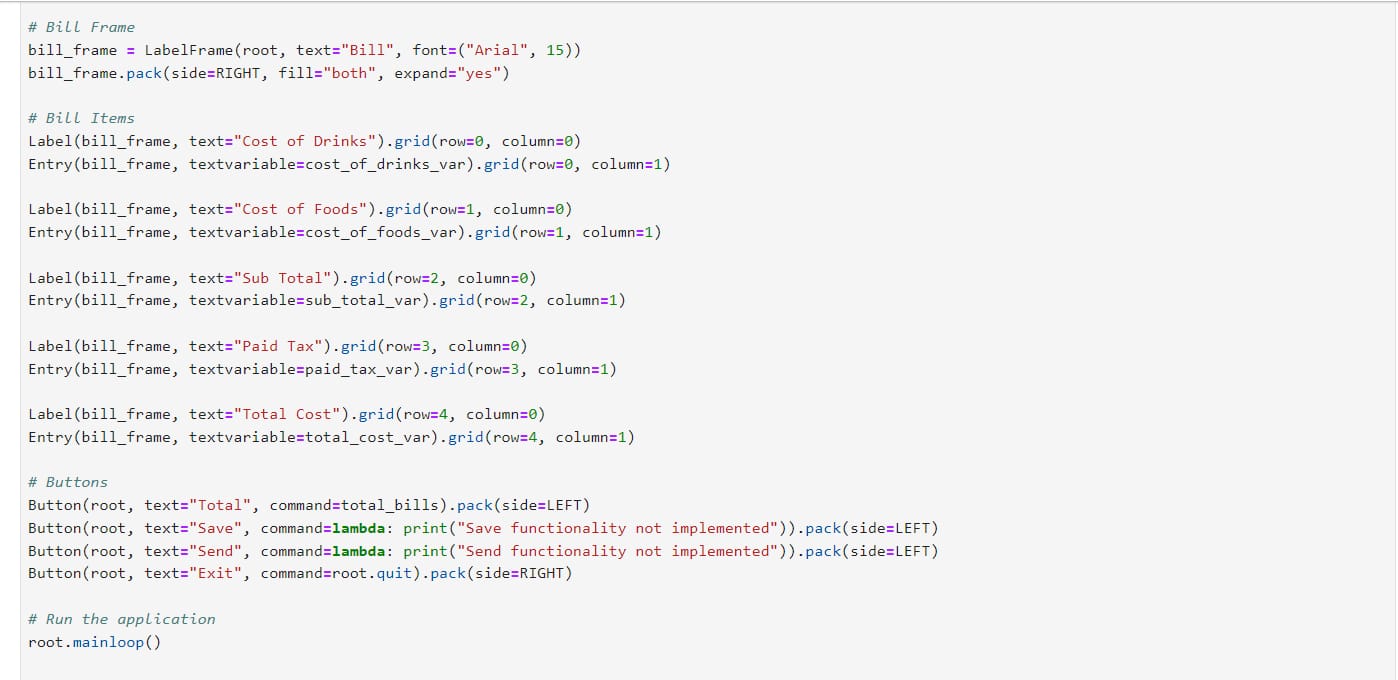 # Bill Frame
bill_frame = LabelFrame(root, text="Bill", font=("Arial", 15))
bill_frame.pack(side=RIGHT, fill="both", expand="yes")

# Bill Items
Label(bill_frame, text="Cost of Drinks").grid(row=0, column=0)
Entry(bill_frame, textvariable=cost_of_drinks_var).grid(row=0, column=1)

Label(bill_frame, text="Cost of Foods").grid(row=1, column=0)
Entry(bill_frame, textvariable=cost_of_foods_var).grid(row=1, column=1)

Label(bill_frame, text="Sub Total").grid(row=2, column=0)
Entry(bill_frame, textvariable=sub_total_var).grid(row=2, column=1)

Label(bill_frame, text="Paid Tax").grid(row=3, column=0)
Entry(bill_frame, textvariable=paid_tax_var).grid(row=3, column=1)

Label(bill_frame, text="Total Cost").grid(row=4, column=0)
Entry(bill_frame, textvariable=total_cost_var).grid(row=4, column=1)

# Buttons
Button(root, text="Total", command=total_bills).pack(side=LEFT)
Button(root, text="Save", command=lambda: print("Save functionality not implemented")).pack(side=LEFT)
Button(root, text="Send", command=lambda: print("Send functionality not implemented")).pack(side=LEFT)
Button(root, text="Exit", command=root.quit).pack(side=RIGHT)

# Run the application
root.mainloop()